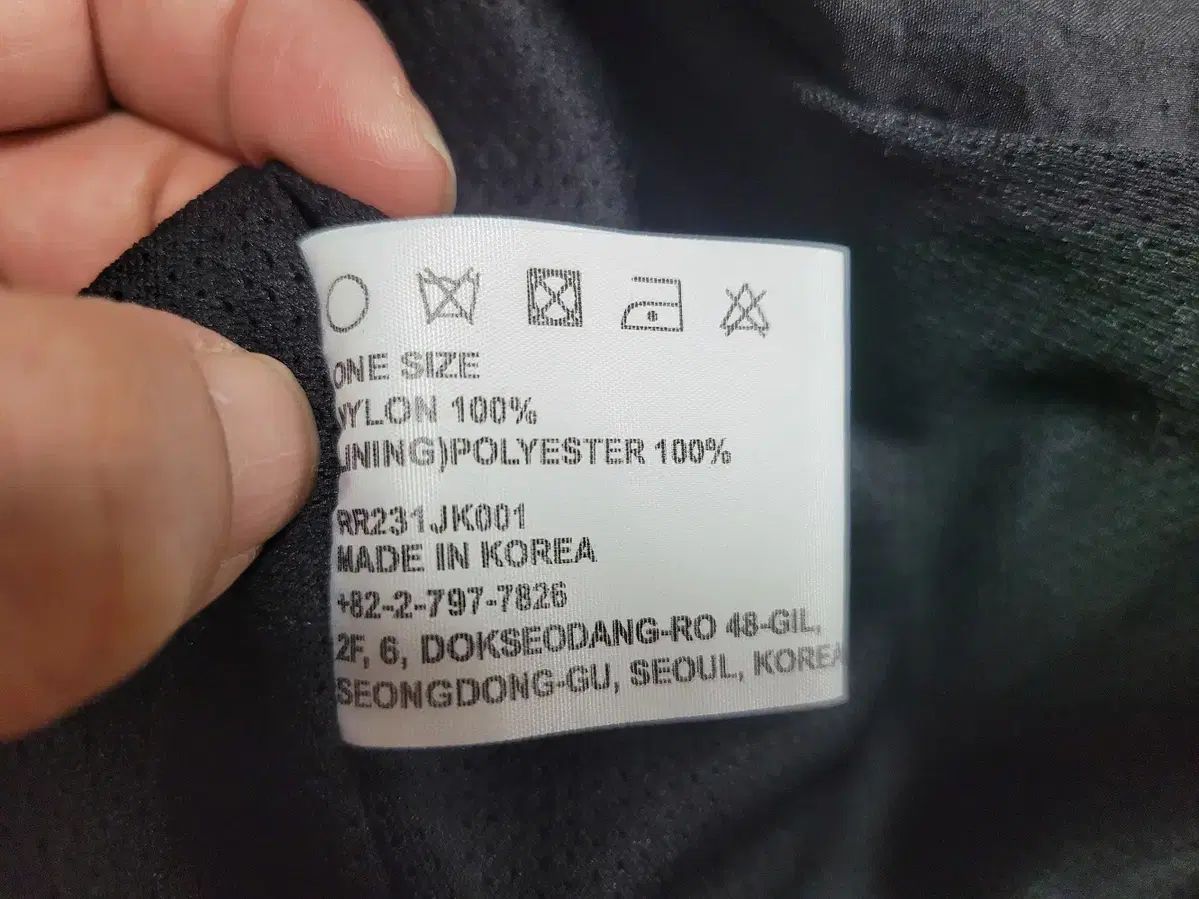 ONE SIZE
NYLON 100%
LINING)POLYESTER 100%
RR231JK001
MADE IN KOREA
+82-2-797-7826
2F, 6, DOKSEODANG-RO 48-GIL,
SEONGDONG-GU, SEOUL, KOREA